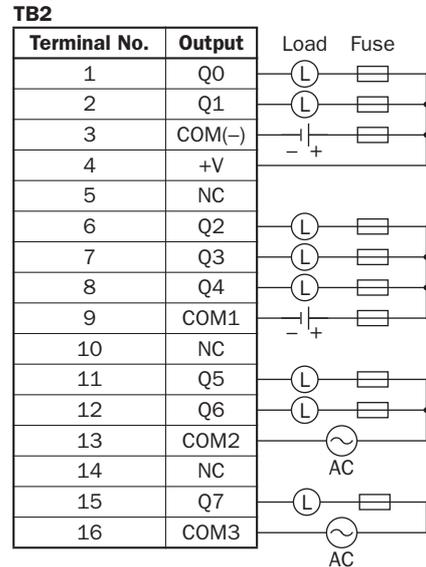 TB2
Terminal No. Output Load Fuse
1 Q0 L
2 Q1 L
3 COM(–) – +
4 +V
5 NC
6 Q2 L
7 Q3 L
8 Q4 L
9 COM1 – +
10 NC
11 Q5 L
12 Q6 L
13 COM2
AC
14 NC
15 Q7 L
16 COM3
AC